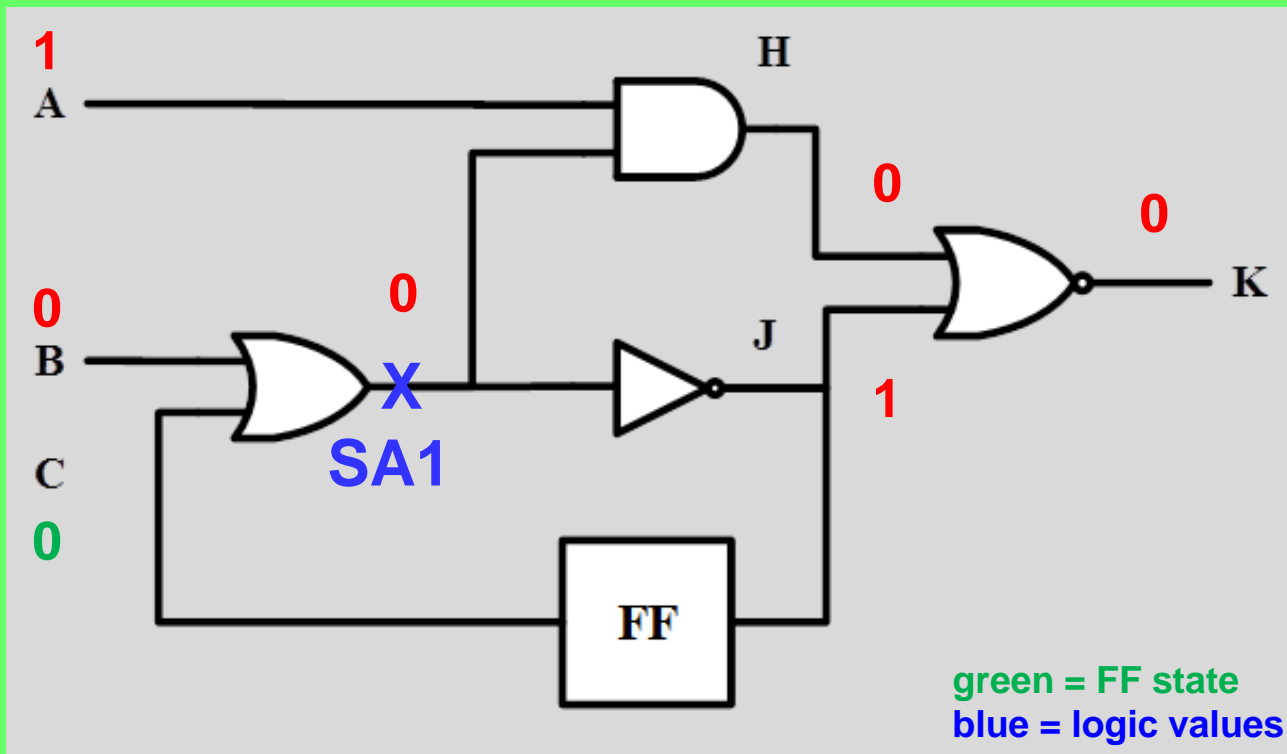 1
A
H
0
0
K
0
B
0
X
SA1
J
1
C
0
FF
green = FF state
blue = logic values